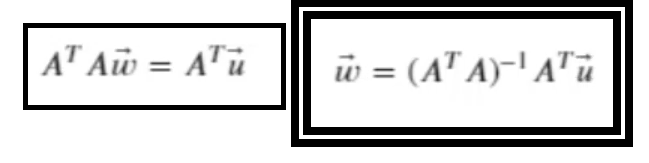 $A^T A\vec{w} = A^T\vec{u}$
$\vec{w} = (A^T A)^{-1} A^T\vec{u}$